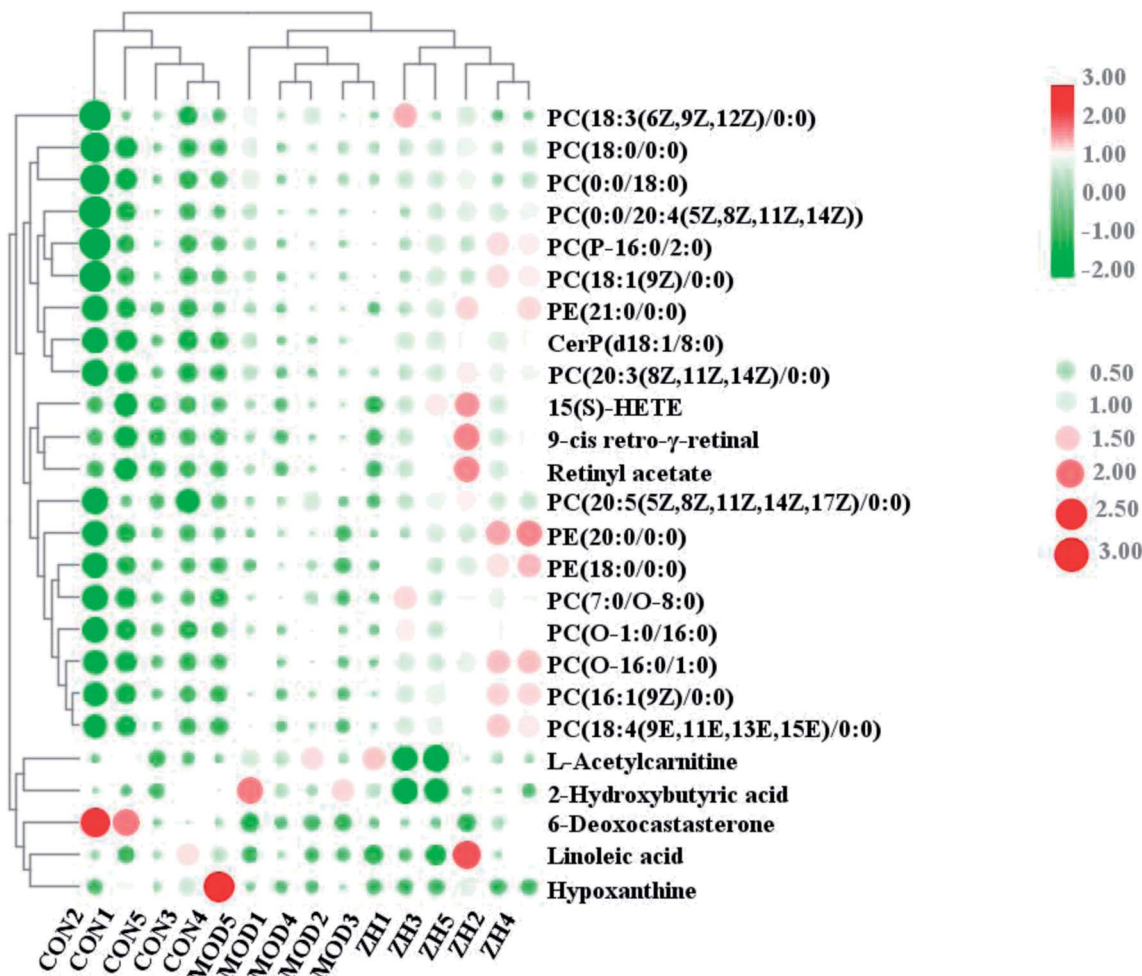 PC(18:3(6Z,9Z,12Z)/0:0)
PC(18:0/0:0)
PC(0:0/18:0)
PC(0:0/20:4(5Z,8Z,11Z,14Z))
PC(P-16:0/2:0)
PC(18:1(9Z)/0:0)
PE(21:0/0:0)
CerP(d18:1/8:0)
PC(20:3(8Z,11Z,14Z)/0:0)
15(S)-HETE
9-cis retro-γ-retinal
Retinyl acetate
PC(20:5(5Z,8Z,11Z,14Z,17Z)/0:0)
PE(20:0/0:0)
PE(18:0/0:0)
PC(7:0/O-8:0)
PC(O-1:0/16:0)
PC(O-16:0/1:0)
PC(16:1(9Z)/0:0)
PC(18:4(9E,11E,13E,15E)/0:0)
L-Acetylcarnitine
2-Hydroxybutyric acid
6-Deoxocastasterone
Linoleic acid
Hypoxanthine
CON2
CON1
CON5
CON3
CON4
MOD5
MOD1
MOD4
MOD2
MOD3
ZH1
ZH3
ZH5
ZH2
ZH4
3.00
2.00
1.00
0.00
-1.00
-2.00
0.50
1.00
1.50
2.00
2.50
3.00